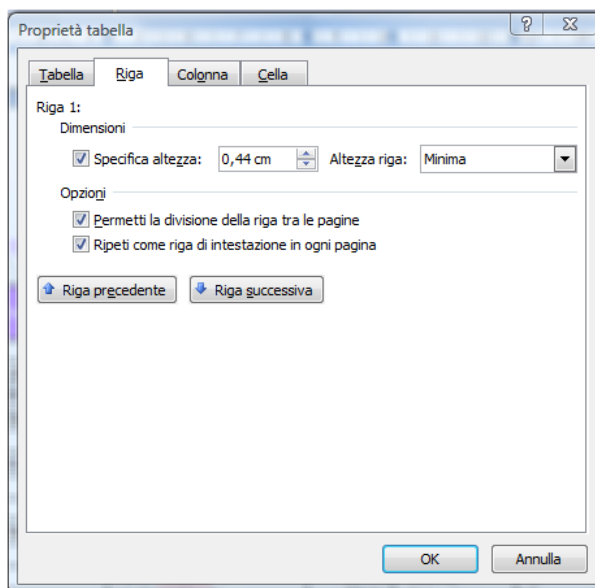 Proprietà tabella
Tabella Riga Colonna Cella
Riga 1:
Dimensioni
Specifica altezza: 0,44 cm Altezza riga: Minima
Opzioni
Permetti la divisione della riga tra le pagine
Ripeti come riga di intestazione in ogni pagina
Riga precedente Riga successiva
OK Annulla